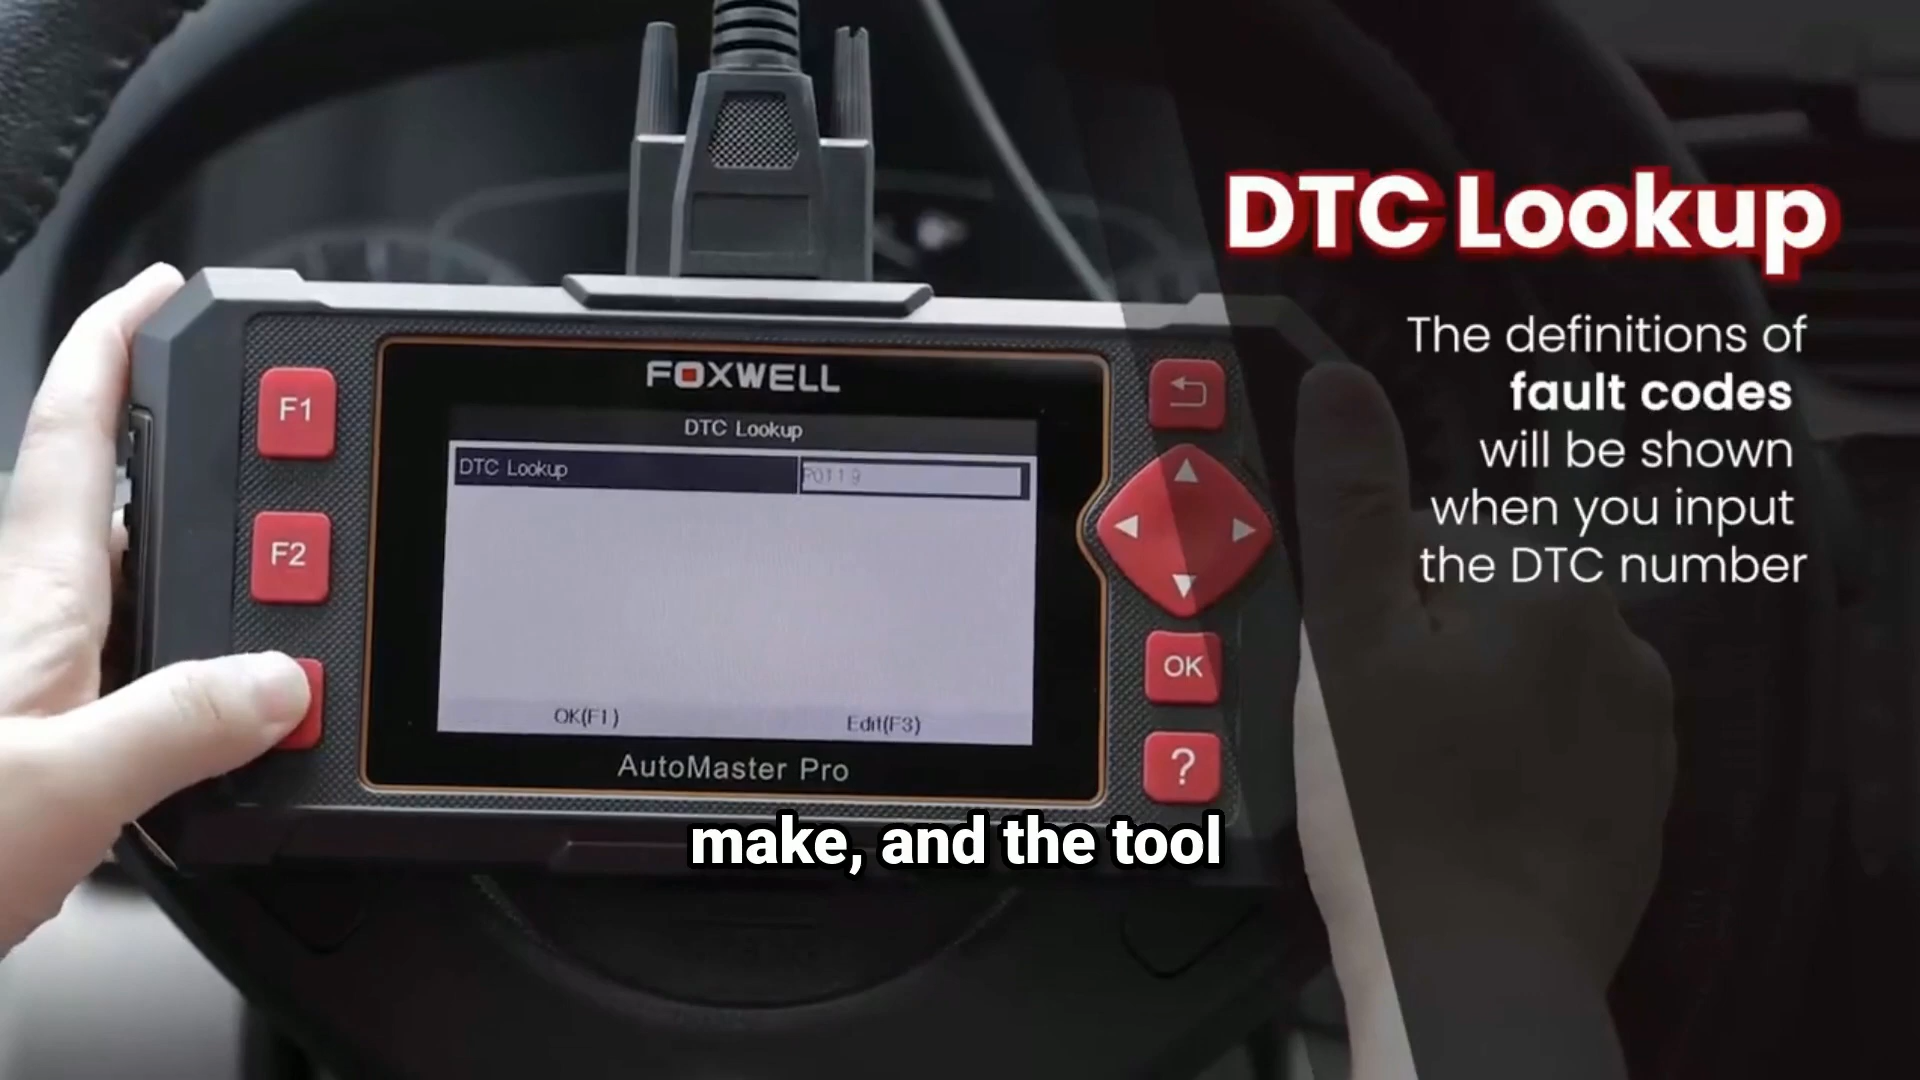 DTC Lookup
The definitions of
fault codes
will be shown
when you input
the DTC number
FOXWELL
DTC Lookup
DTC Lookup
P0119
OK(F1)
Edit(F3)
AutoMaster Pro
F1
F2
OK
?
make, and the tool